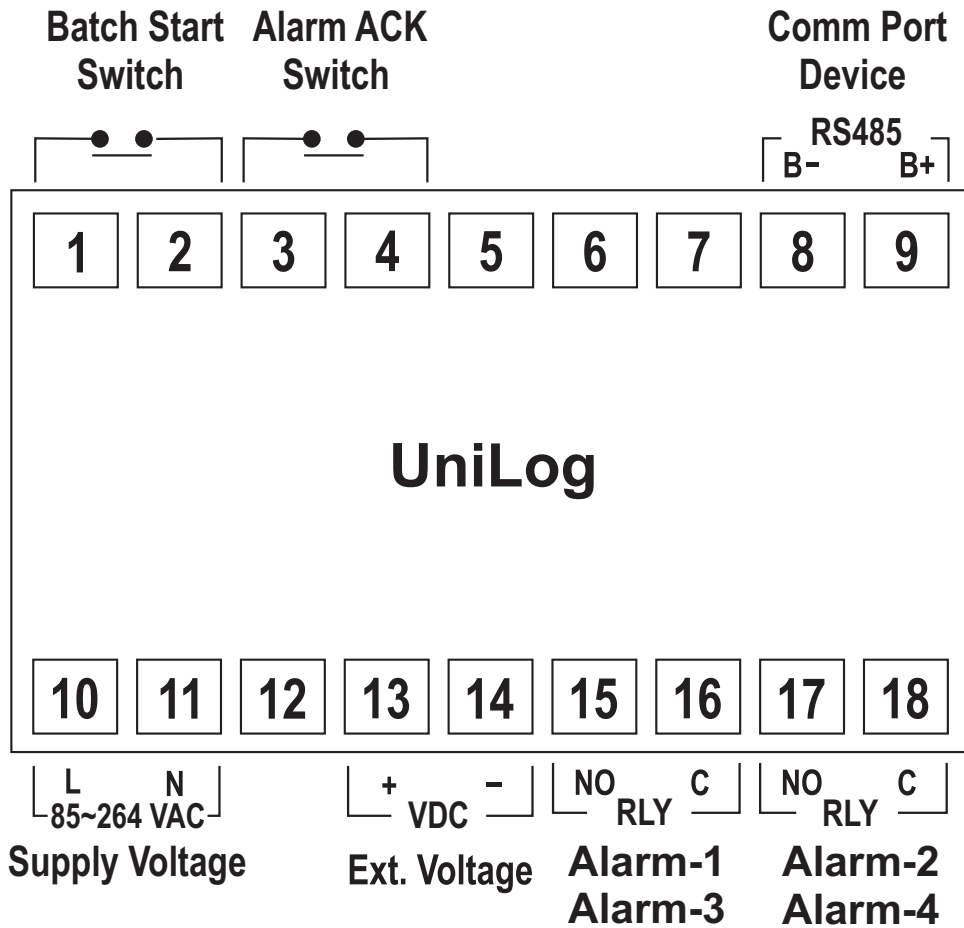 Batch Start Alarm ACK Comm Port
Switch Switch Device
RS485
B- B+
1 2 3 4 5 6 7 8 9
UniLog
10 11 12 13 14 15 16 17 18
L N + - NO C NO C
85~264 VAC VDC RLY RLY
Supply Voltage Ext. Voltage Alarm-1 Alarm-2
Alarm-3 Alarm-4